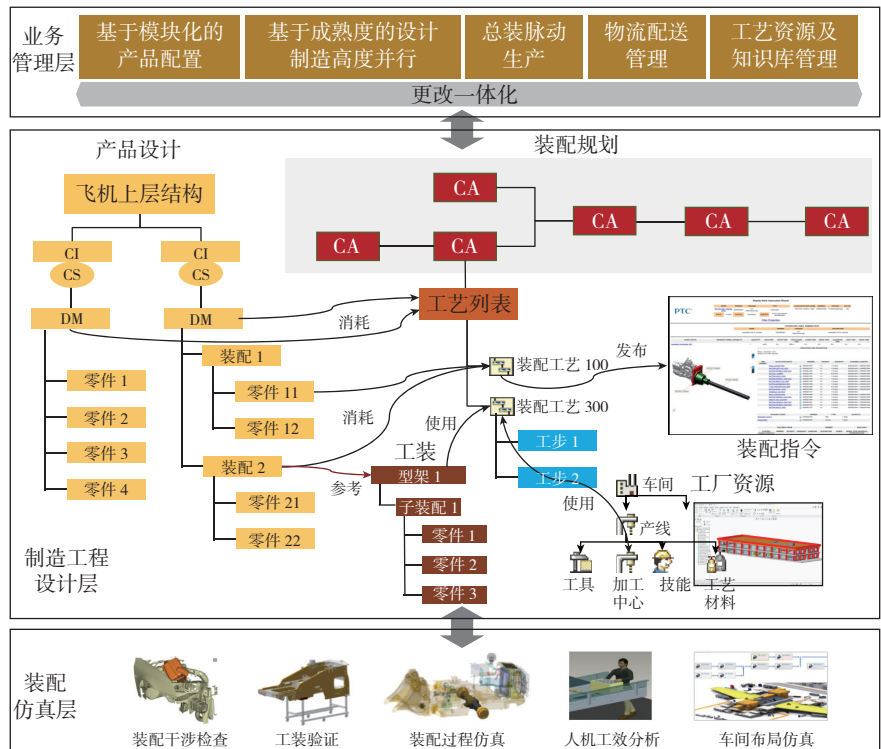 业务
管理层
基于模块化的
产品配置
基于成熟度的设计
制造高度并行
总装脉动
生产
物流配送
管理
工艺资源及
知识库管理
更改一体化
产品设计
装配规划
飞机上层结构
CA
CA
CA
CA
CA
CA
CI
CS
CI
CS
DM
DM
工艺列表
消耗
装配 1
零件 11
零件 12
零件 1
零件 2
零件 3
零件 4
装配 2
零件 21
零件 22
消耗
参考
使用
工装
型架 1
子装配 1
零件 1
零件 2
零件 3
装配工艺 100
发布
装配工艺 300
工步 1
工步 2
使用
PTC
装配指令
车间
工厂资源
产线
工具
加工
中心
技能
工艺
材料
制造工程
设计层
装配
仿真层
装配干涉检查
工装验证
装配过程仿真
人机工效分析
车间布局仿真